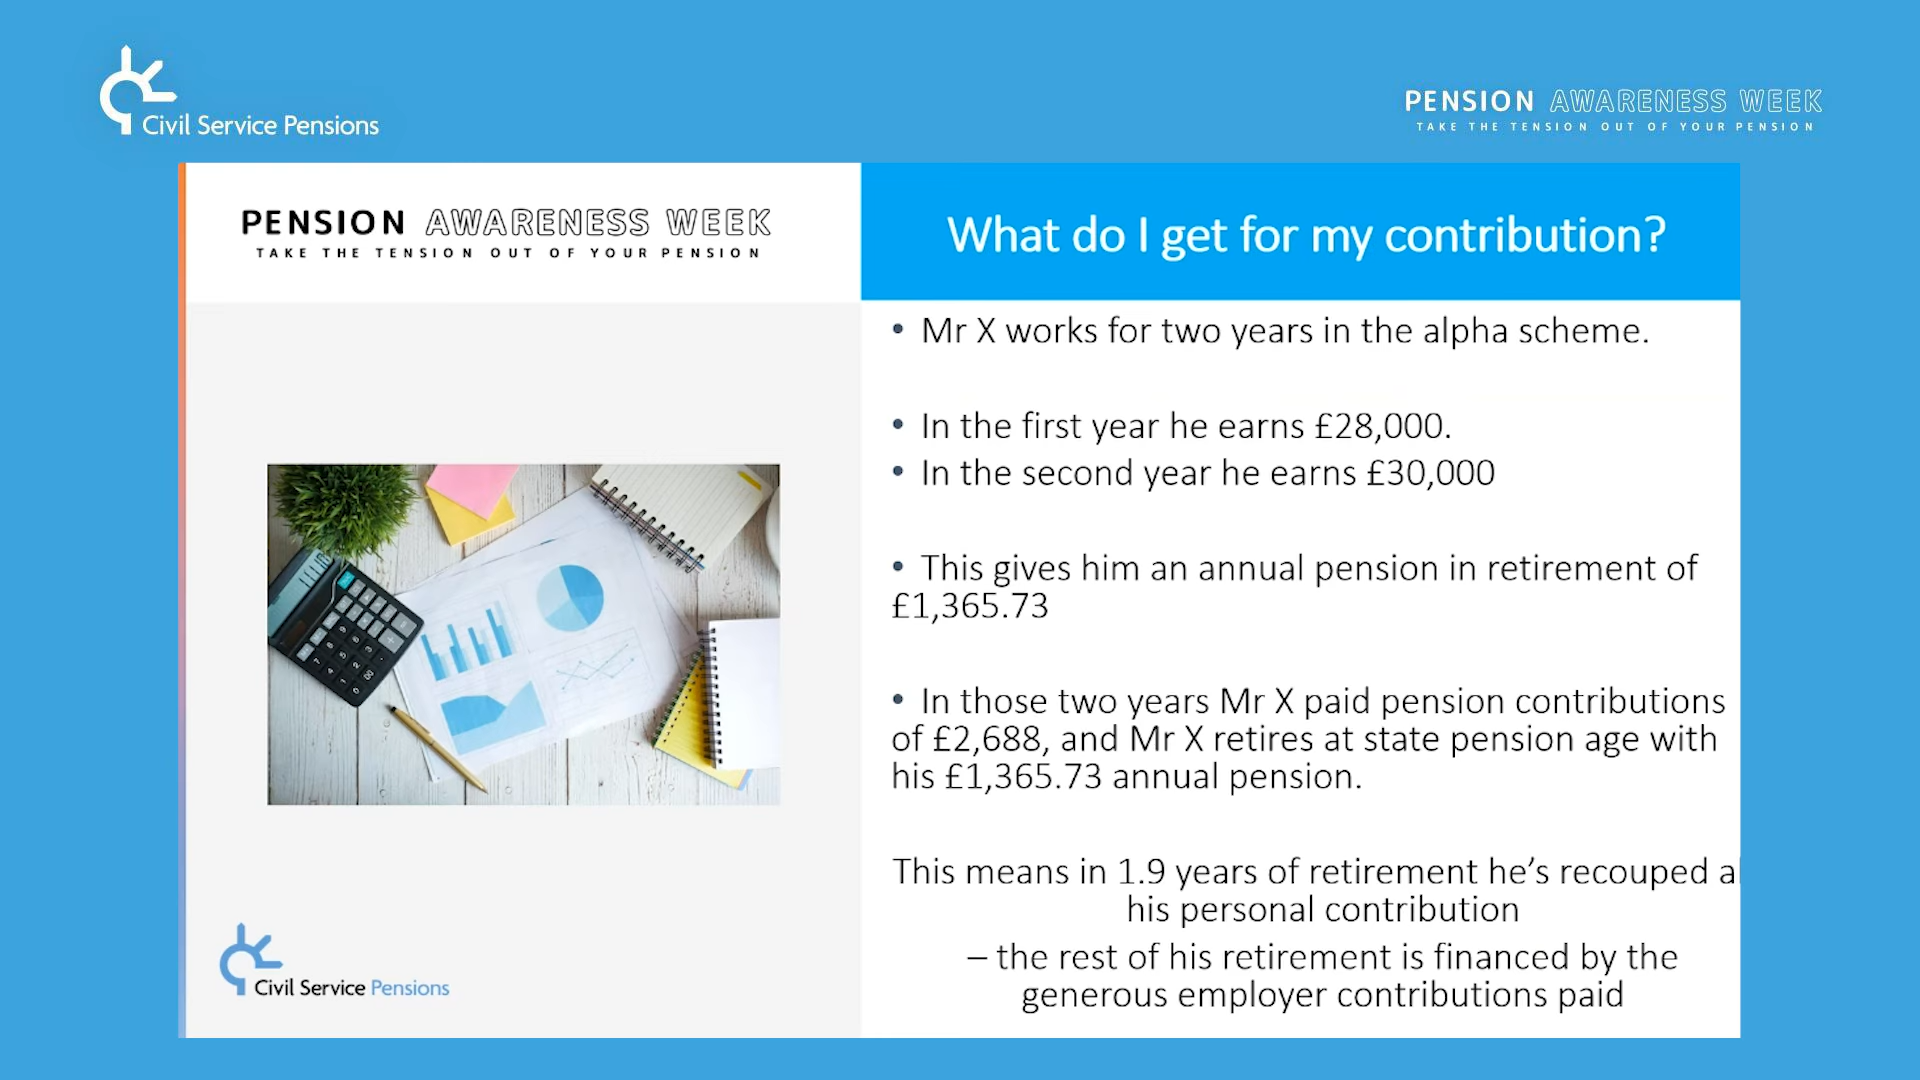 Civil Service Pensions
PENSION AWARENESS WEEK
TAKE THE TENSION OUT OF YOUR PENSION
PENSION AWARENESS WEEK
TAKE THE TENSION OUT OF YOUR PENSION
What do I get for my contribution?
• Mr X works for two years in the alpha scheme.
• In the first year he earns £28,000.
• In the second year he earns £30,000
• This gives him an annual pension in retirement of
£1,365.73
• In those two years Mr X paid pension contributions
of £2,688, and Mr X retires at state pension age with
his £1,365.73 annual pension.
This means in 1.9 years of retirement he’s recouped
his personal contribution
– the rest of his retirement is financed by the
generous employer contributions paid
Civil Service Pensions